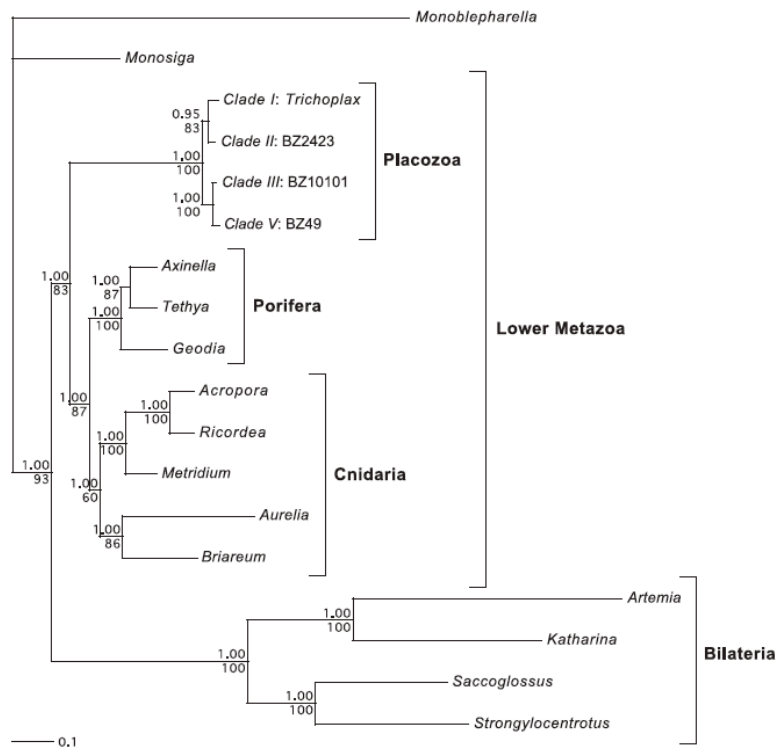 Monoblepharella
Monosiga
Clade I: Trichoplax
0.95
83
Clade II: BZ2423
1.00
100
Placozoa
Clade III: BZ10101
1.00
100
Clade V: BZ49
Axinella
1.00
83
1.00
87
Tethya
Porifera
1.00
100
Geodia
Lower Metazoa
Acropora
1.00
87
1.00
100
Ricordea
1.00
100
Metridium
Cnidaria
1.00
93
1.00
60
Aurelia
1.00
86
Briareum
Artemia
1.00
100
Katharina
Bilateria
1.00
100
Saccoglossus
1.00
100
Strongylocentrotus
0.1